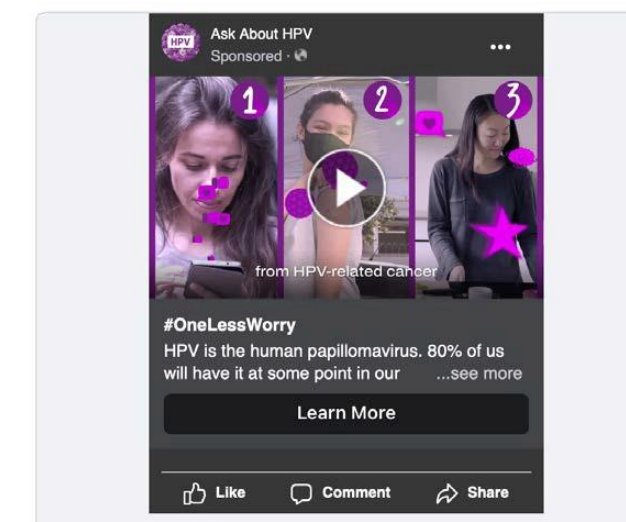 HPV
Ask About HPV
Sponsored ·
1 2 3
from HPV-related cancer
#OneLessWorry
HPV is the human papillomavirus. 80% of us
will have it at some point in our ...see more
Learn More
Like Comment Share